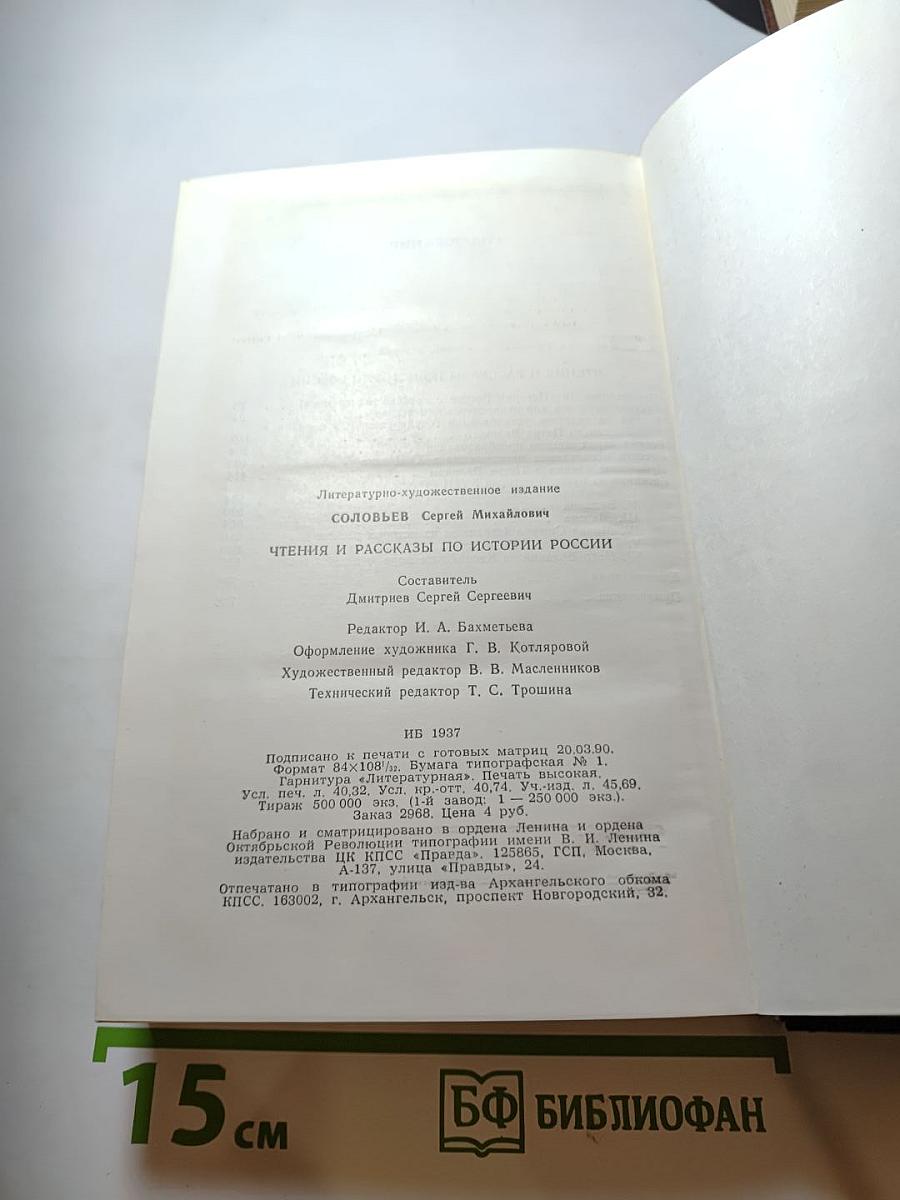 Литературно-художественное издание
СОЛОВЬЕВ Сергей Михайлович
ЧТЕНИЯ И РАССКАЗЫ ПО ИСТОРИИ РОССИИ
Составитель
Дмитриев Сергей Сергеевич
Редактор И. А. Бахметьева
Оформление художника Г. В. Котляровой
Художественный редактор В. В. Масленников
Технический редактор Т. С. Трошина
ИБ 1937
Подписано к печати с готовых матриц 20.03.90.
Формат 84×108¹/₃₂. Бумага типографская № 1.
Гарнитура «Литературная». Печать высокая.
Усл. печ. л. 40,32. Усл. кр.-отт. 40,74. Уч.-изд. л. 45,69.
Тираж 500 000 экз. (1-й завод: 1 — 250 000 экз.).
Заказ 2968. Цена 4 руб.
Набрано и сматрицировано в ордена Ленина и ордена
Октябрьской Революции типографии имени В. И. Ленина
издательства ЦК КПСС «Правда». 125865, ГСП, Москва,
А-137, улица «Правды», 24.
Отпечатано в типографии изд-ва Архангельского обкома
КПСС. 163002, г. Архангельск, проспект Новгородский, 32.
15 см
БФ БИБЛИОФАН